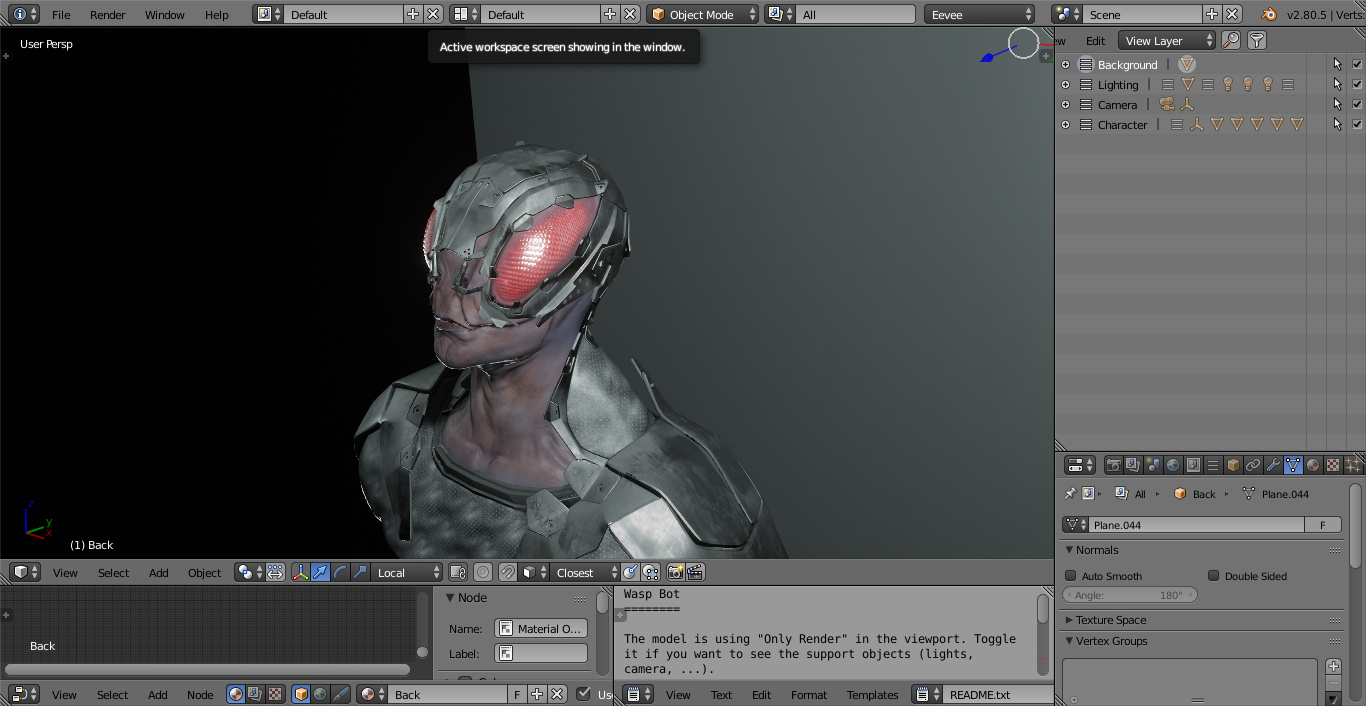 File Render Window Help Default Default Object Mode All Eevee Scene v2.80.5 | Verts:
User Persp
Active workspace screen showing in the window.
Edit View Layer
Background
Lighting
Camera
Character
z
y
x
(1) Back
All Back Plane.044
Plane.044 F
Normals
Auto Smooth Double Sided
Angle: 180°
Texture Space
Vertex Groups
View Select Add Object Local Closest
Back
Node
Name: Material O...
Label:
Wasp Bot
========
The model is using "Only Render" in the viewport. Toggle
it if you want to see the support objects (lights,
camera, ...).
View Select Add Node Back F Us
View Text Edit Format Templates README.txt